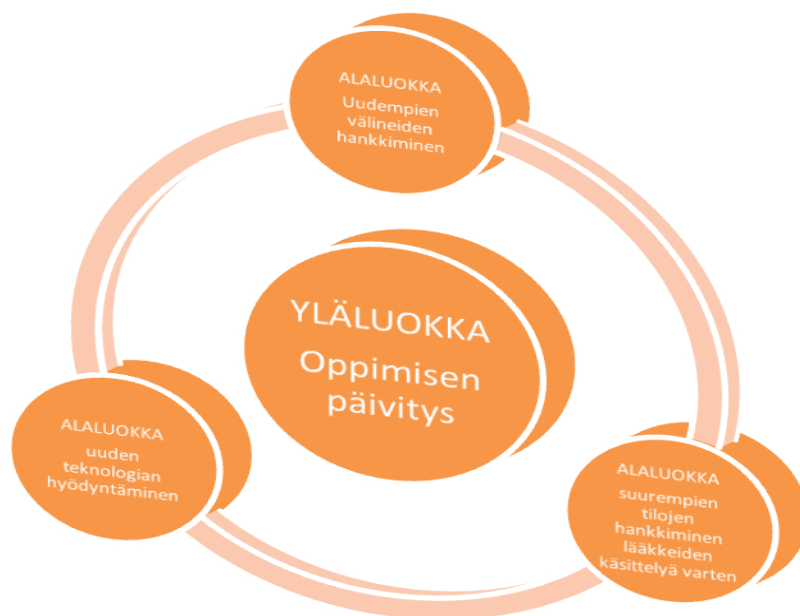 ALALUOKKA
Uudempien
välineiden
hankkiminen
YLÄLUOKKA
Oppimisen
päivitys
ALALUOKKA
uuden
teknologian
hyödyntäminen
ALALUOKKA
suurempien
tilojen
hankkiminen
lääkkeiden
käsittelyä varten